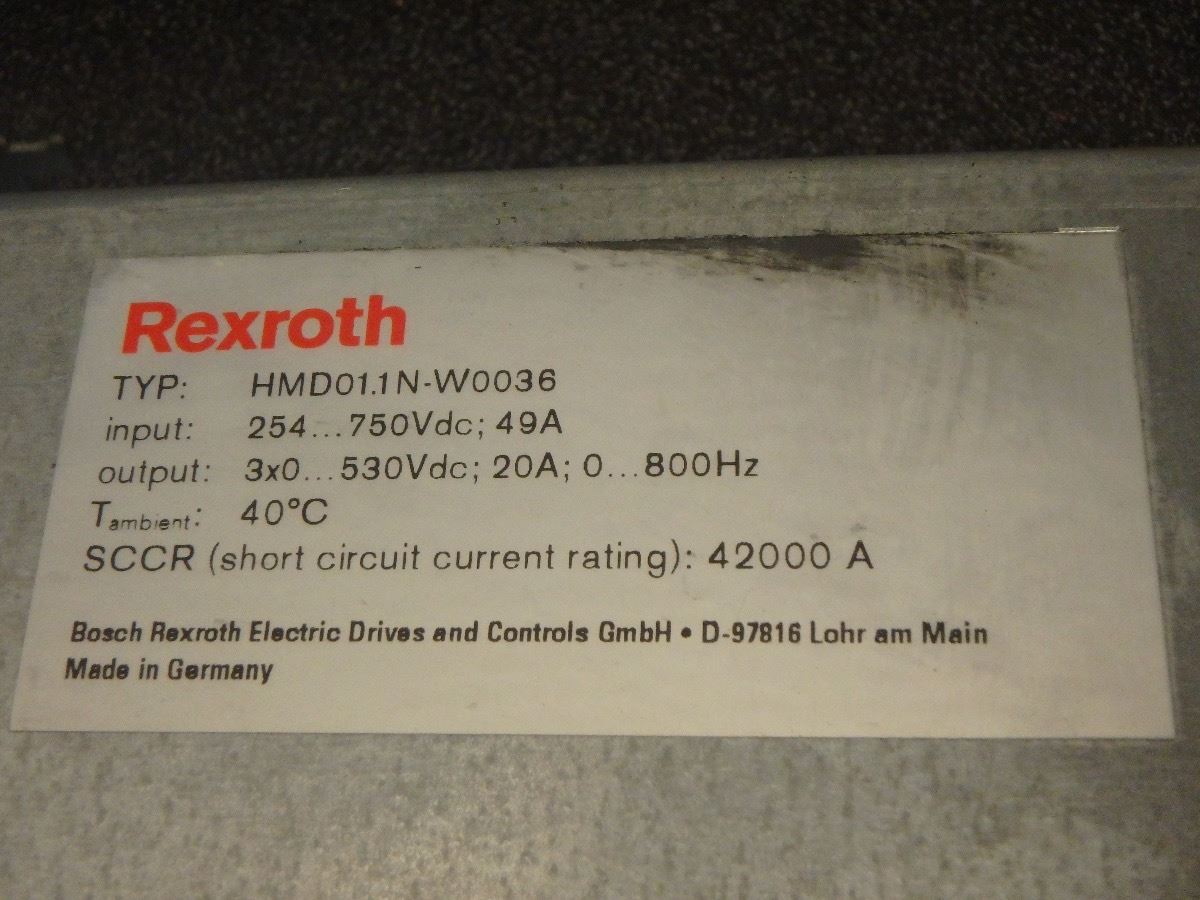 Rexroth
TYP: HMD01.1N-W0036
input: 254...750Vdc; 49A
output: 3x0...530Vdc; 20A; 0...800Hz
Tambient: 40°C
SCCR (short circuit current rating): 42000 A
Bosch Rexroth Electric Drives and Controls GmbH • D-97816 Lohr am Main
Made in Germany